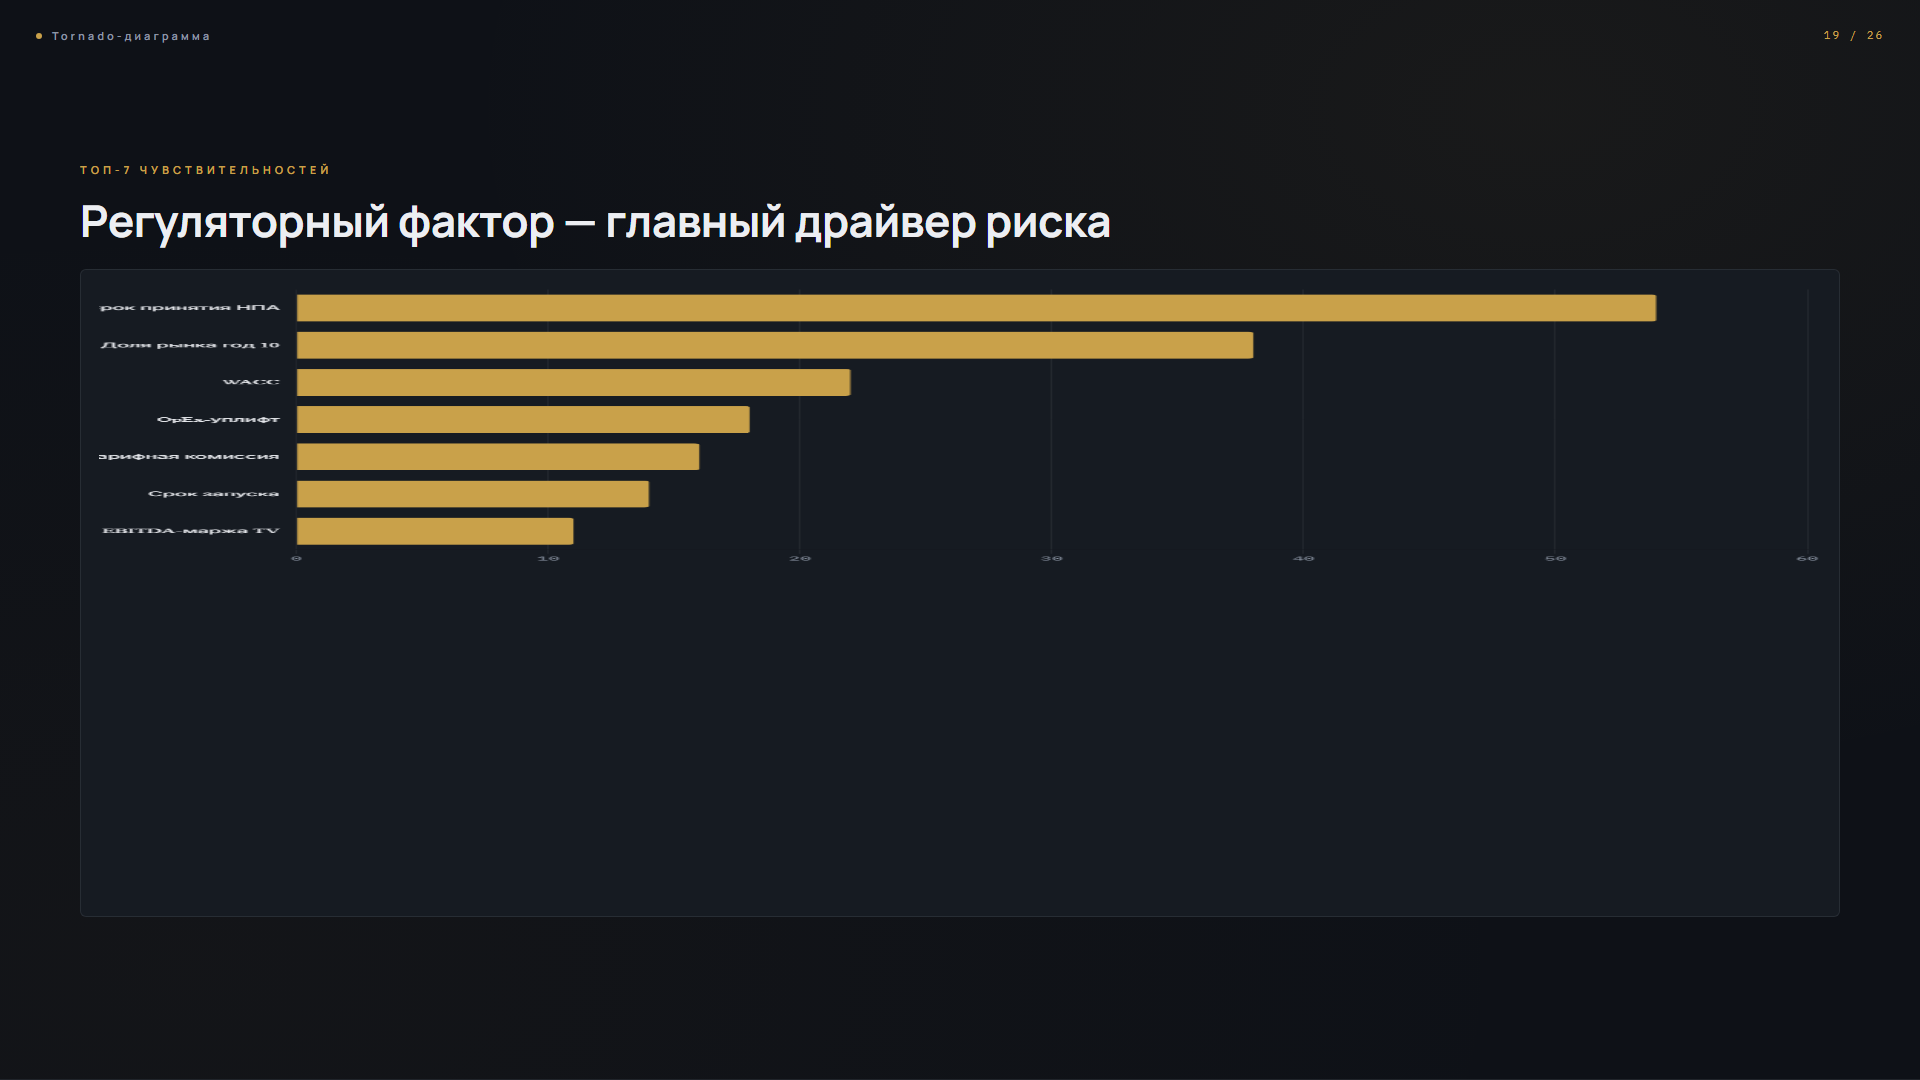 Tornado-диаграмма
19 / 26
ТОП-7 ЧУВСТВИТЕЛЬНОСТЕЙ
Регуляторный фактор — главный драйвер риска
рок принятия НПА
Доля рынка год 10
WACC
OpEx-уплифт
арифная комиссия
Срок запуска
EBITDA-маржа TV
0 10 20 30 40 50 60